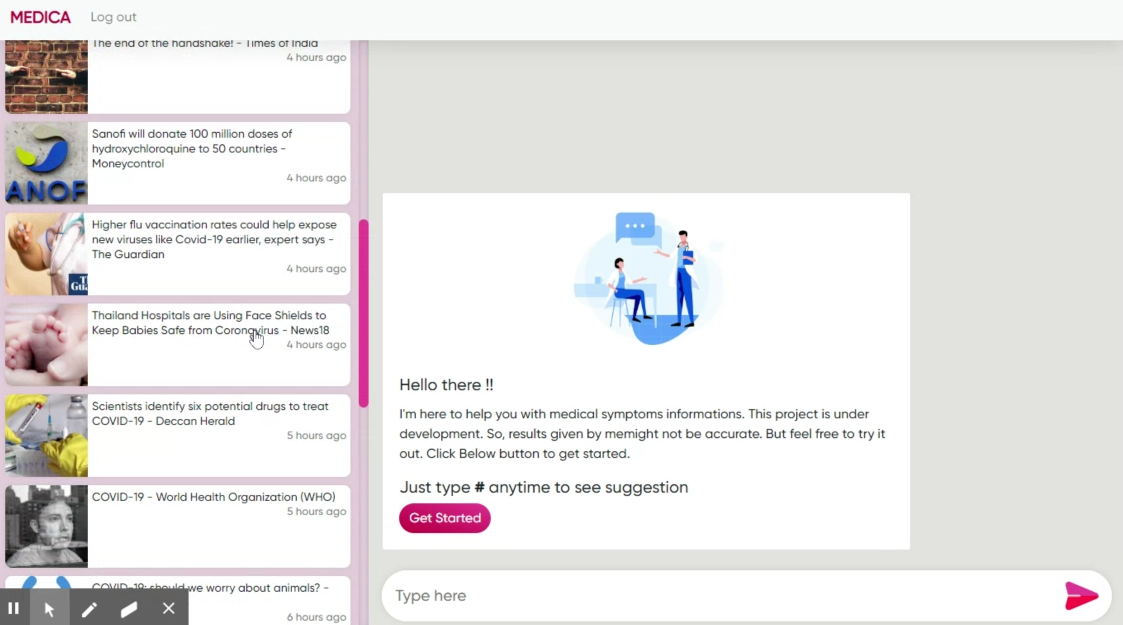 MEDICA Log out
The end of the handshake! - Times of India
4 hours ago
Sanofi will donate 100 million doses of
hydroxychloroquine to 50 countries -
Moneycontrol
4 hours ago
ANOF
Higher flu vaccination rates could help expose
new viruses like Covid-19 earlier, expert says -
The Guardian
4 hours ago
Thailand Hospitals are Using Face Shields to
Keep Babies Safe from Coronavirus - News18
4 hours ago
Scientists identify six potential drugs to treat
COVID-19 - Deccan Herald
5 hours ago
COVID-19 - World Health Organization (WHO)
5 hours ago
COVID-19: should we worry about animals? -
6 hours ago
Hello there !!
I'm here to help you with medical symptoms informations. This project is under
development. So, results given by memight not be accurate. But feel free to try it
out. Click Below button to get started.
Just type # anytime to see suggestion
Get Started
Type here